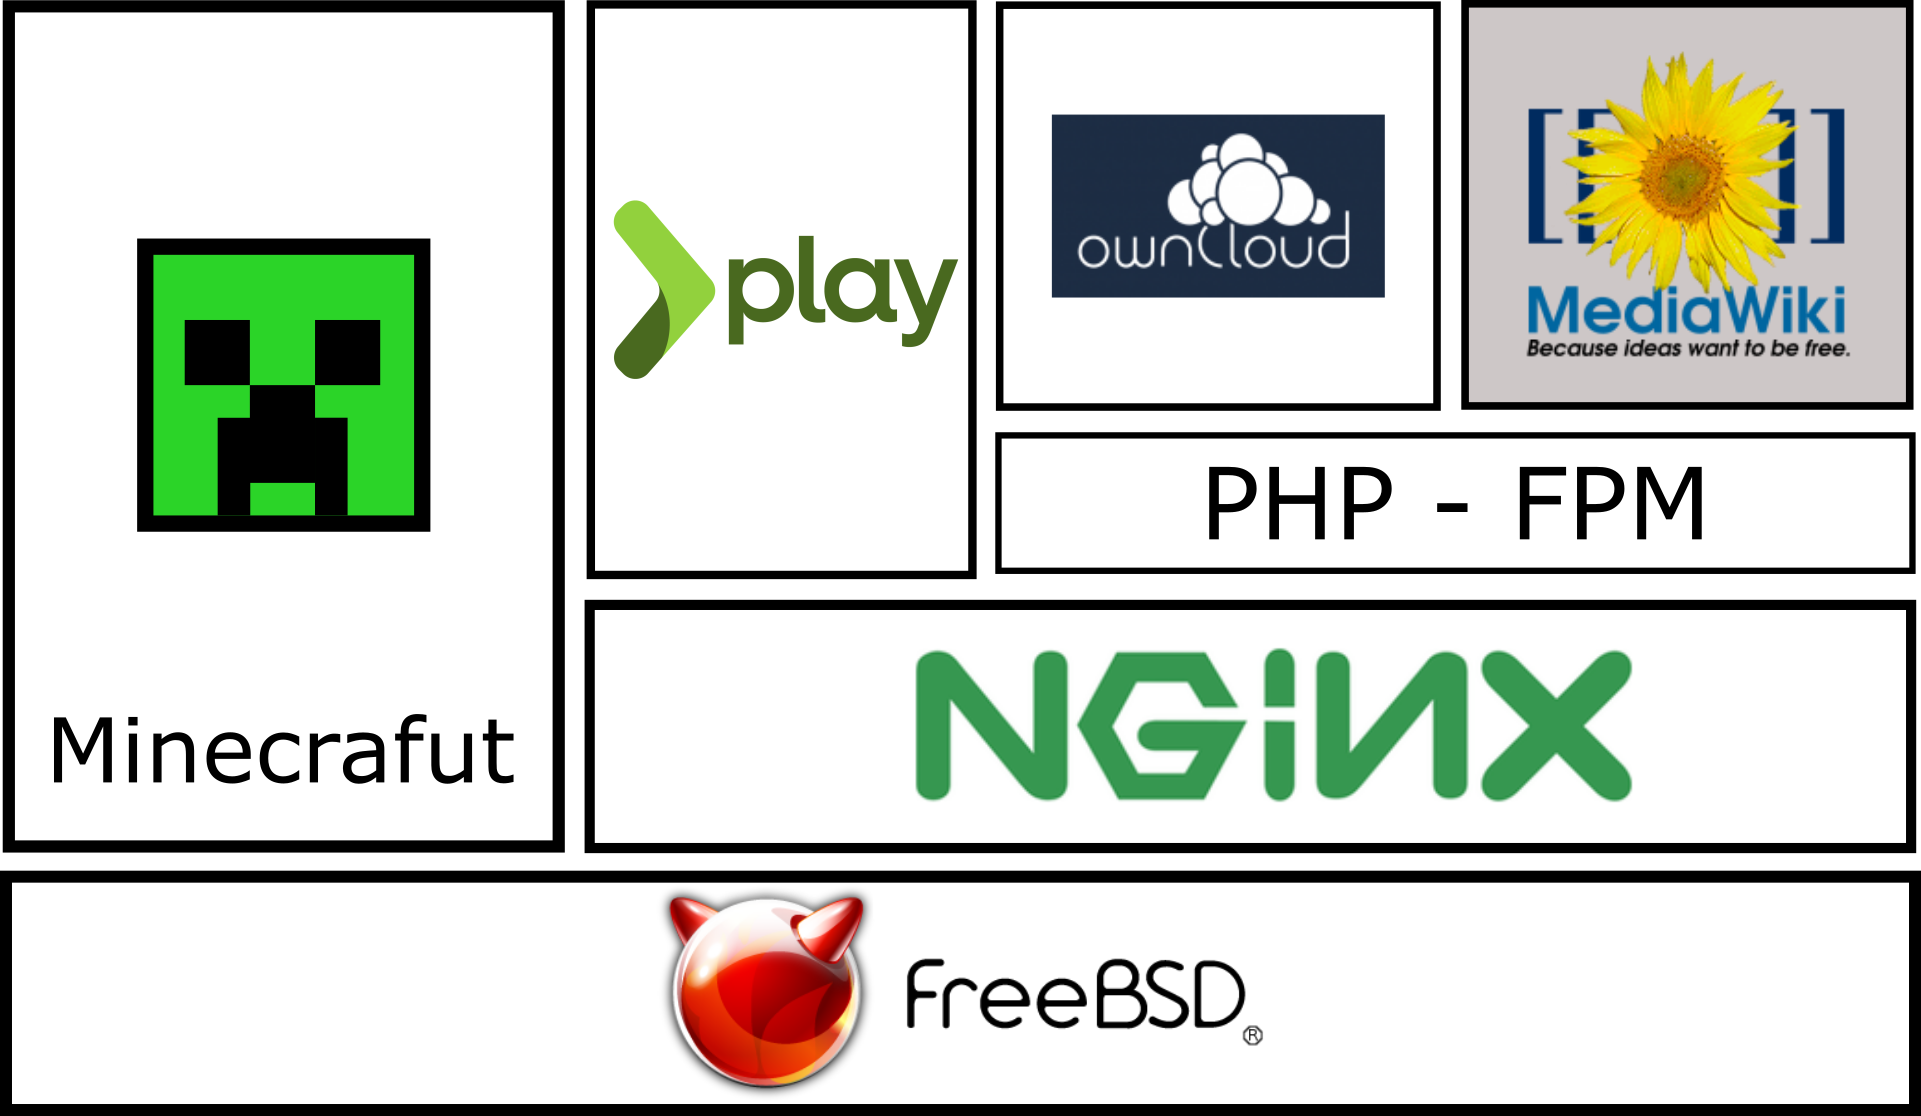 Minecrafut
play
ownCloud
MediaWiki
Because ideas want to be free.
PHP - FPM
NGiNX
FreeBSD®